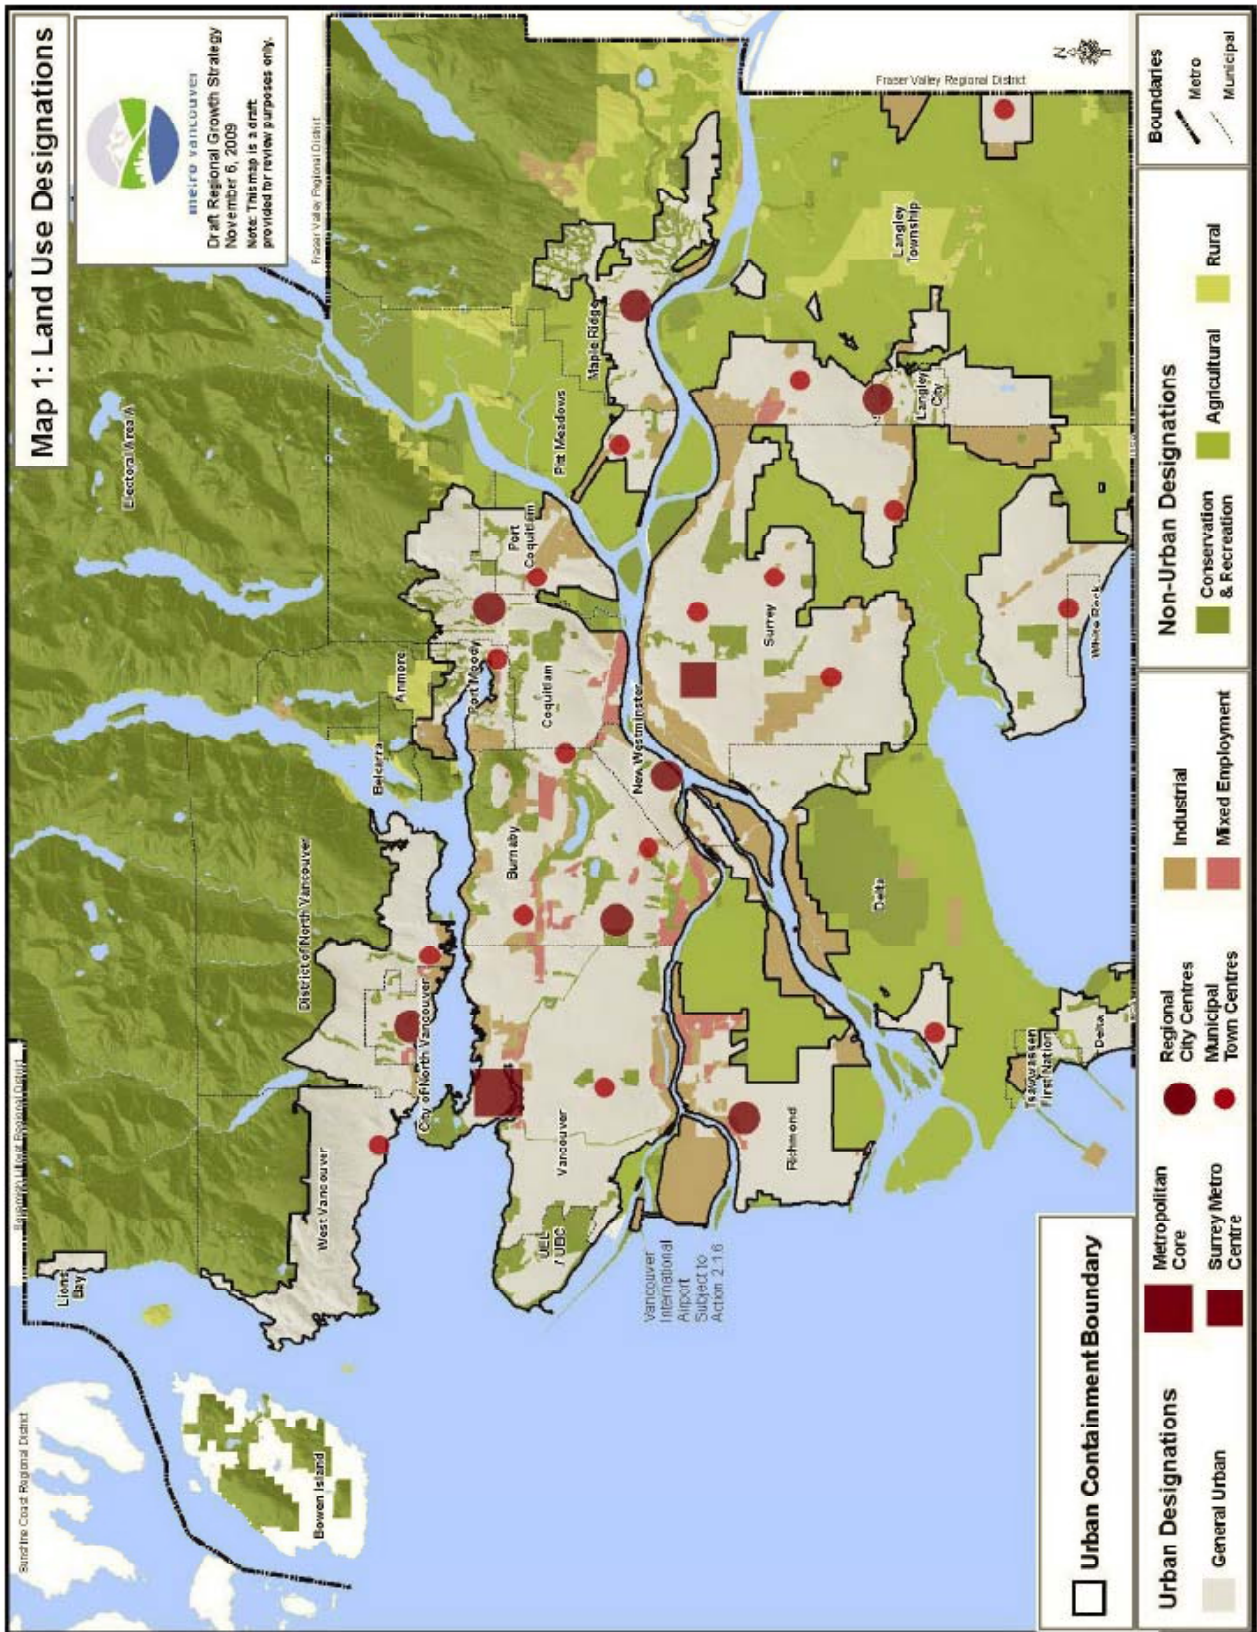 Map 1: Land Use Designations
metro vancouver
Draft Regional Growth Strategy
November 6, 2009
Note: This map is a draft
provided for review purposes only.
Sunshine Coast Regional District
Fraser Valley Regional District
Fraser Valley Regional District
Electoral Area A
Lions
Bay
Bowen Island
West Vancouver
District of North Vancouver
City of North Vancouver
Belcarra
Anmore
Port Moody
Port
Coquitlam
Coquitlam
Pitt Meadows
Maple Ridge
Burnaby
New Westminster
Vancouver
UEL
/ UBC
Vancouver
International
Airport
Subject to
Action 2.1.6
Richmond
Delta
Surrey
Langley
City
Langley
Township
White Rock
Tsawwassen
First Nation
Delta
N
Urban Containment Boundary
Urban Designations
General Urban
Metropolitan
Core
Surrey Metro
Centre
Regional
City Centres
Municipal
Town Centres
Industrial
Mixed Employment
Non-Urban Designations
Conservation
& Recreation
Agricultural
Rural
Boundaries
Metro
Municipal